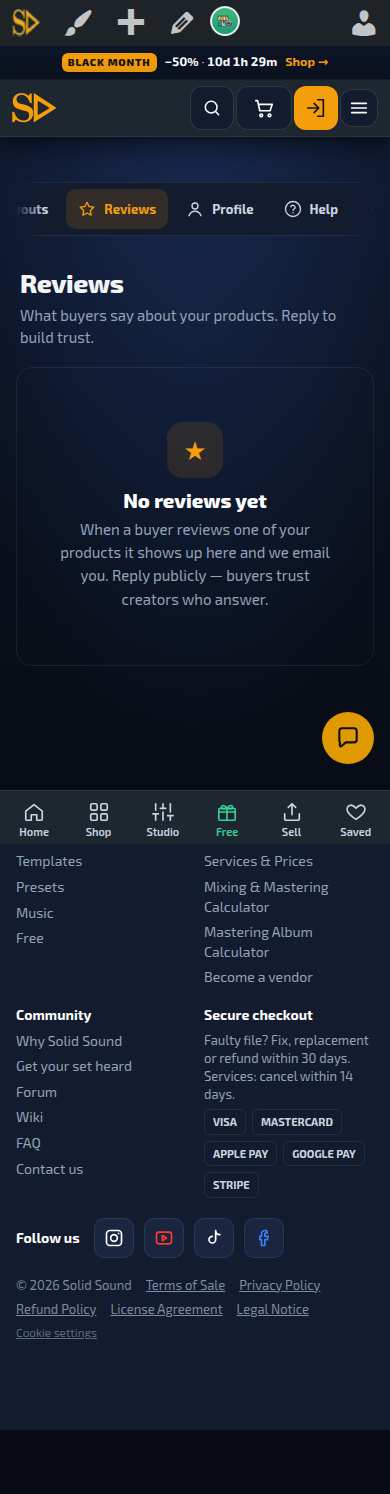 BLACK MONTH −50% · 10d 1h 29m Shop →
outs Reviews Profile Help
Reviews
What buyers say about your products. Reply to
build trust.
No reviews yet
When a buyer reviews one of your
products it shows up here and we email
you. Reply publicly — buyers trust
creators who answer.
Home Shop Studio Free Sell Saved
Templates
Presets
Music
Free
Services & Prices
Mixing & Mastering
Calculator
Mastering Album
Calculator
Become a vendor
Community
Why Solid Sound
Get your set heard
Forum
Wiki
FAQ
Contact us
Secure checkout
Faulty file? Fix, replacement
or refund within 30 days.
Services: cancel within 14
days.
VISA MASTERCARD
APPLE PAY GOOGLE PAY
STRIPE
Follow us
© 2026 Solid Sound Terms of Sale Privacy Policy
Refund Policy License Agreement Legal Notice
Cookie settings